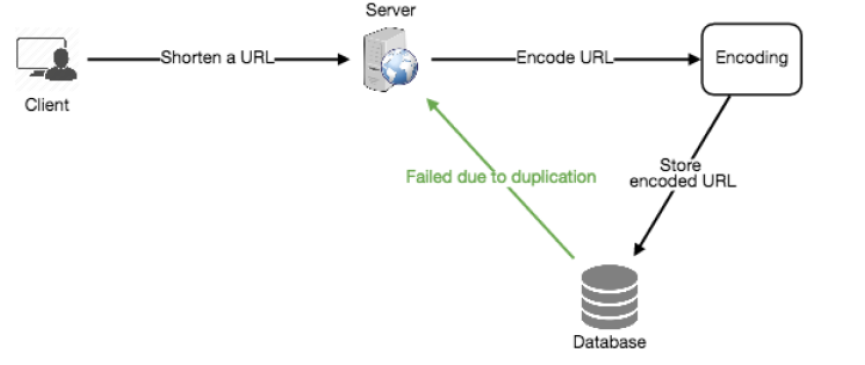 Server
Shorten a URL
Encode URL
Encoding
Client
Store
encoded URL
Failed due to duplication
Database